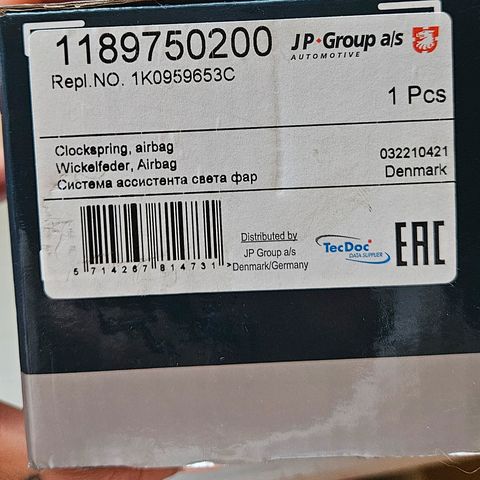 1189750200
JP Group a/s
AUTOMOTIVE
Repl.NO. 1K0959653C
1 Pcs
Clockspring, airbag
Wickelfeder, Airbag
Система ассистента света фар
032210421
Denmark
5 714267 814731 >
Distributed by
JP Group a/s
Denmark/Germany
TecDoc
DATA SUPPLIER
EAC